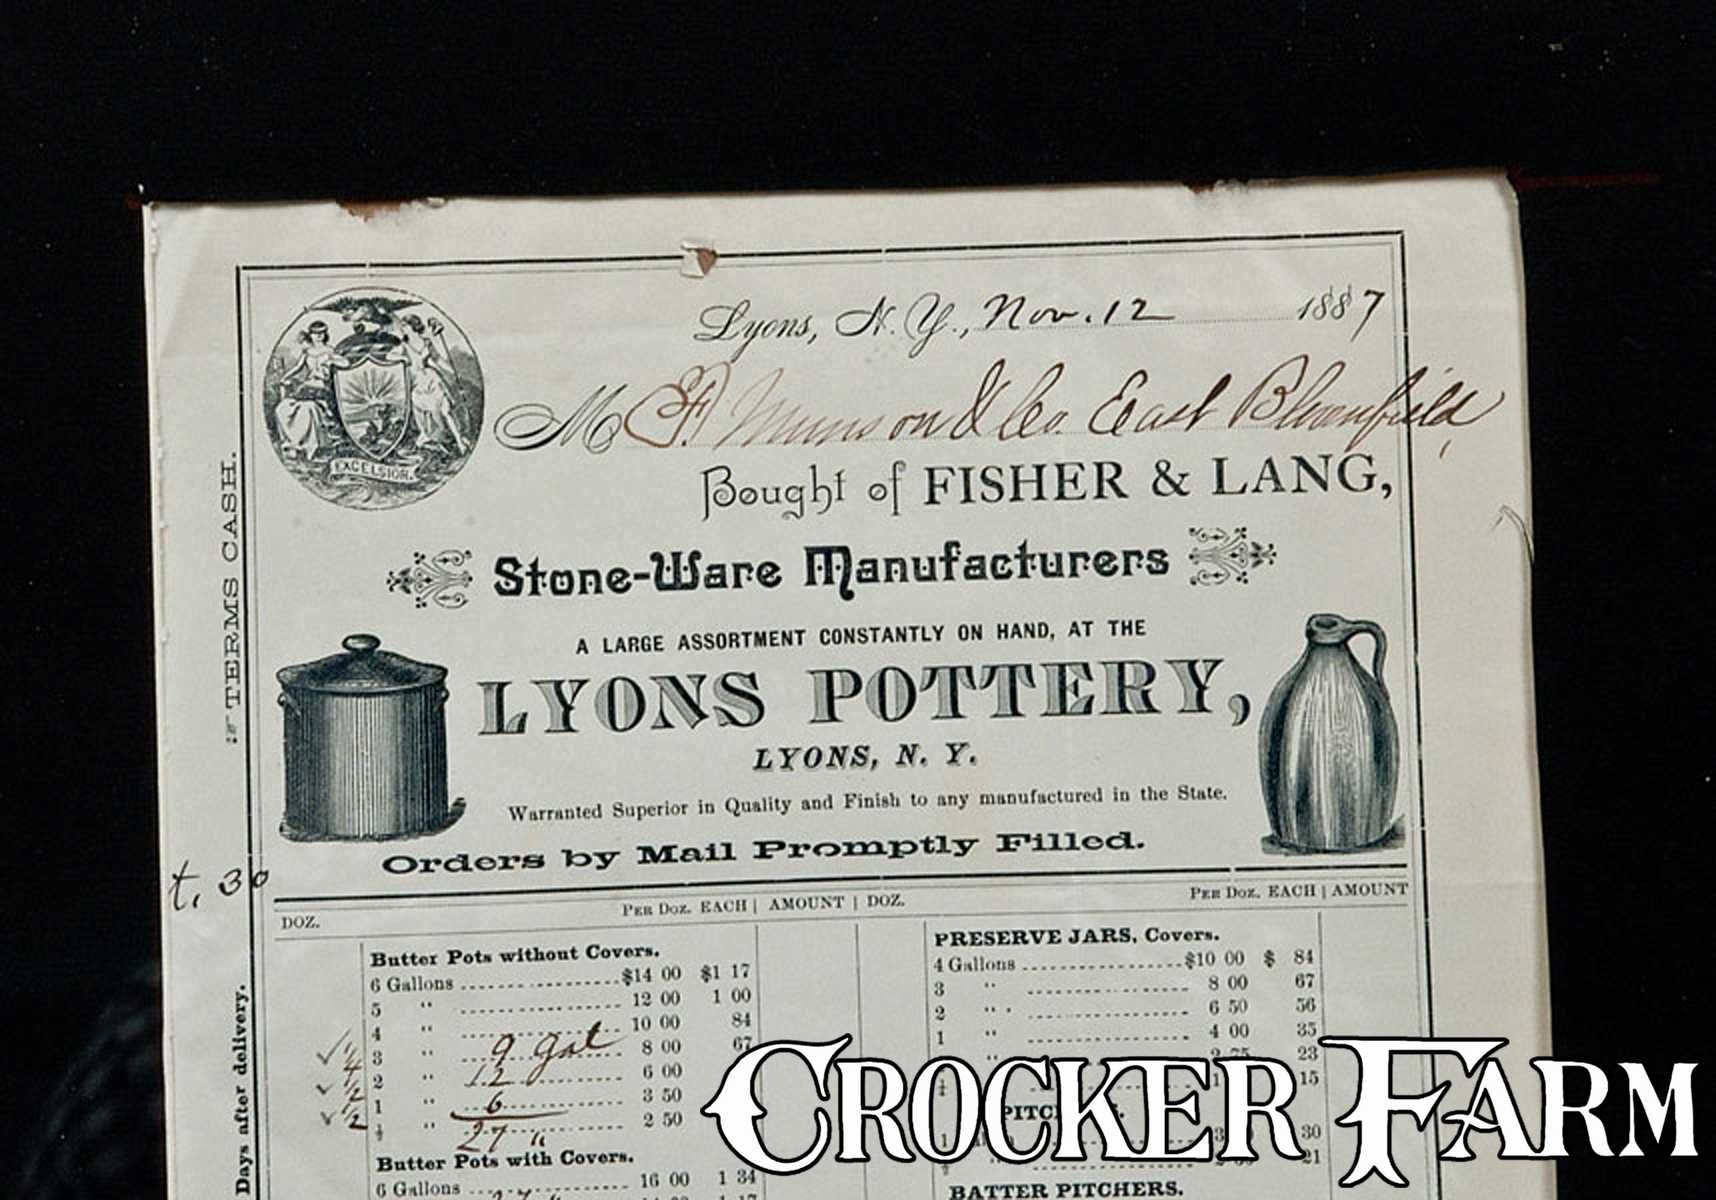 EXCELSIOR.
Lyons, N. Y., Nov. 12 1887
M F. Munson & Co. East Bloomfield,
Bought of FISHER & LANG,
Stone-Ware Manufacturers
A LARGE ASSORTMENT CONSTANTLY ON HAND, AT THE
LYONS POTTERY,
LYONS, N. Y.
Warranted Superior in Quality and Finish to any manufactured in the State.
Orders by Mail Promptly Filled.
TERMS CASH.
t. 30
Days after delivery.
DOZ. PER DOZ. EACH | AMOUNT | DOZ. PER DOZ. EACH | AMOUNT
Butter Pots without Covers.
6 Gallons $14 00 $1 17
5 " 12 00 1 00
4 " 10 00 84
✓ 1/4 3 " 9 gal 8 00 67
✓ 1/2 2 " 12 6 00
✓ 1/2 1 " 6 3 50
½ " 27 " 2 50
Butter Pots with Covers.
6 Gallons 16 00 1 34
PRESERVE JARS, Covers.
4 Gallons $10 00 $ 84
3 " 8 00 67
2 " 6 50 56
1 " 4 00 35
23
15
30
21
BATTER PITCHERS.
CROCKER FARM